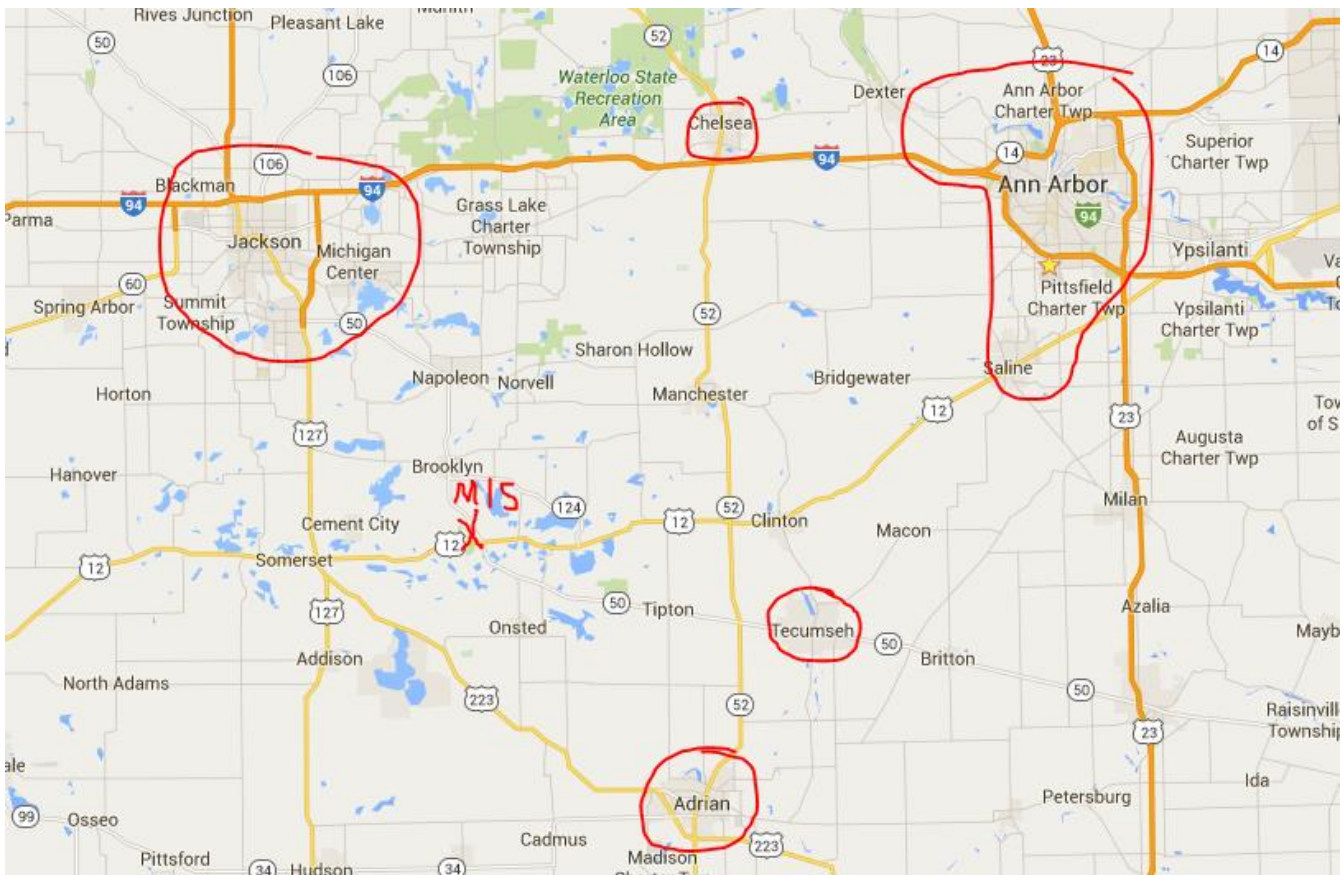 Rives Junction
Pleasant Lake
50
106
52
Waterloo State
Recreation
Area
Dexter
23
14
Ann Arbor
Charter Twp
Chelsea
Superior
Charter Twp
106
Blackman
94
94
94
14
Ann Arbor
94
Parma
Jackson
Michigan
Center
Grass Lake
Charter
Township
Ypsilanti
60
Spring Arbor
Summit
Township
50
52
Pittsfield
Charter Twp
Ypsilanti
Charter Twp
Sharon Hollow
Napoleon
Norvell
Manchester
Bridgewater
Saline
Horton
12
23
127
Augusta
Charter Twp
Hanover
Brooklyn
MIS
X
Milan
124
52
Cement City
12
12
Clinton
Macon
12
Somerset
127
50
Tipton
Tecumseh
Azalia
Onsted
50
Britton
Addison
North Adams
223
52
50
Raisinville
Township
23
Adrian
Petersburg
Ida
99
Osseo
Cadmus
223
Pittsford
34
Hudson
34
Madison